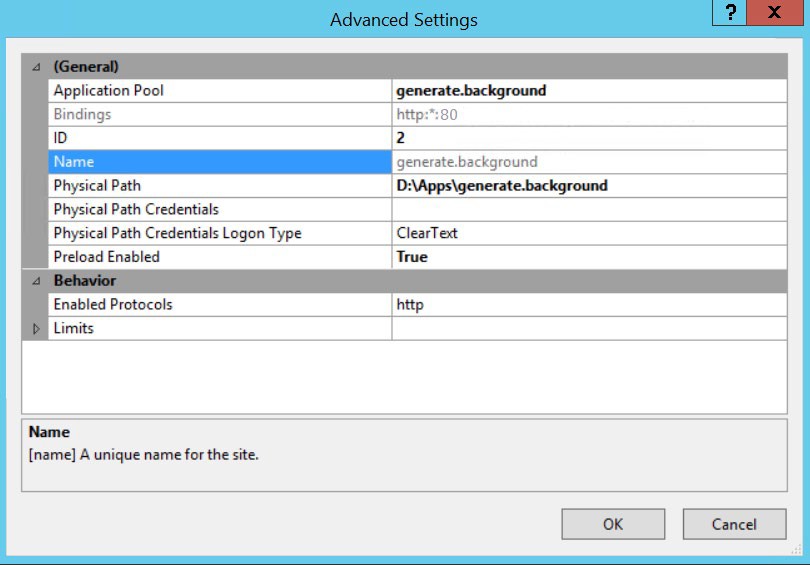 Advanced Settings
? X
(General)
Application Pool generate.background
Bindings http:*:80
ID 2
Name generate.background
Physical Path D:\Apps\generate.background
Physical Path Credentials
Physical Path Credentials Logon Type ClearText
Preload Enabled True
Behavior
Enabled Protocols http
Limits
Name
[name] A unique name for the site.
OK Cancel